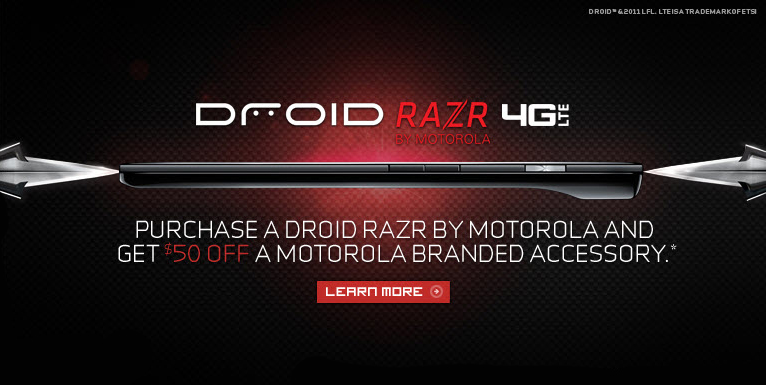 DROID™ & 2011 LFL. LTE IS A TRADEMARK OF ETSI
DROID RAZR 4G LTE
BY MOTOROLA
PURCHASE A DROID RAZR BY MOTOROLA AND
GET $50 OFF A MOTOROLA BRANDED ACCESSORY.*
LEARN MORE